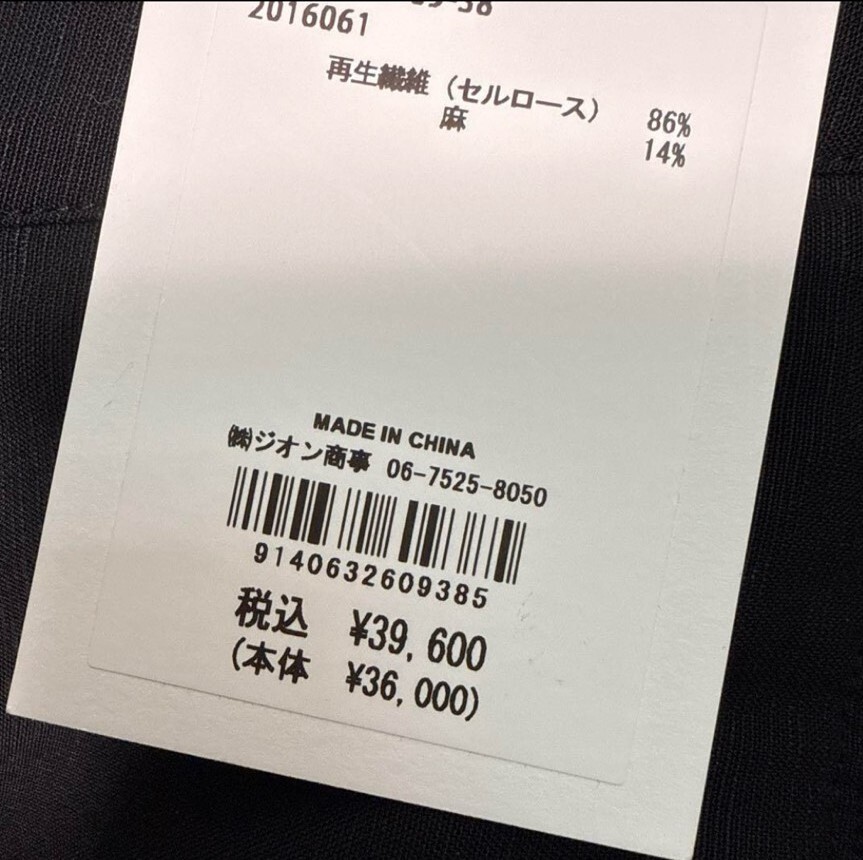 2016061
再生繊維 (セルロース) 86%
麻 14%
MADE IN CHINA
㈱ジオン商事 06-7525-8050
9140632609385
税込 ¥39,600
(本体 ¥36,000)